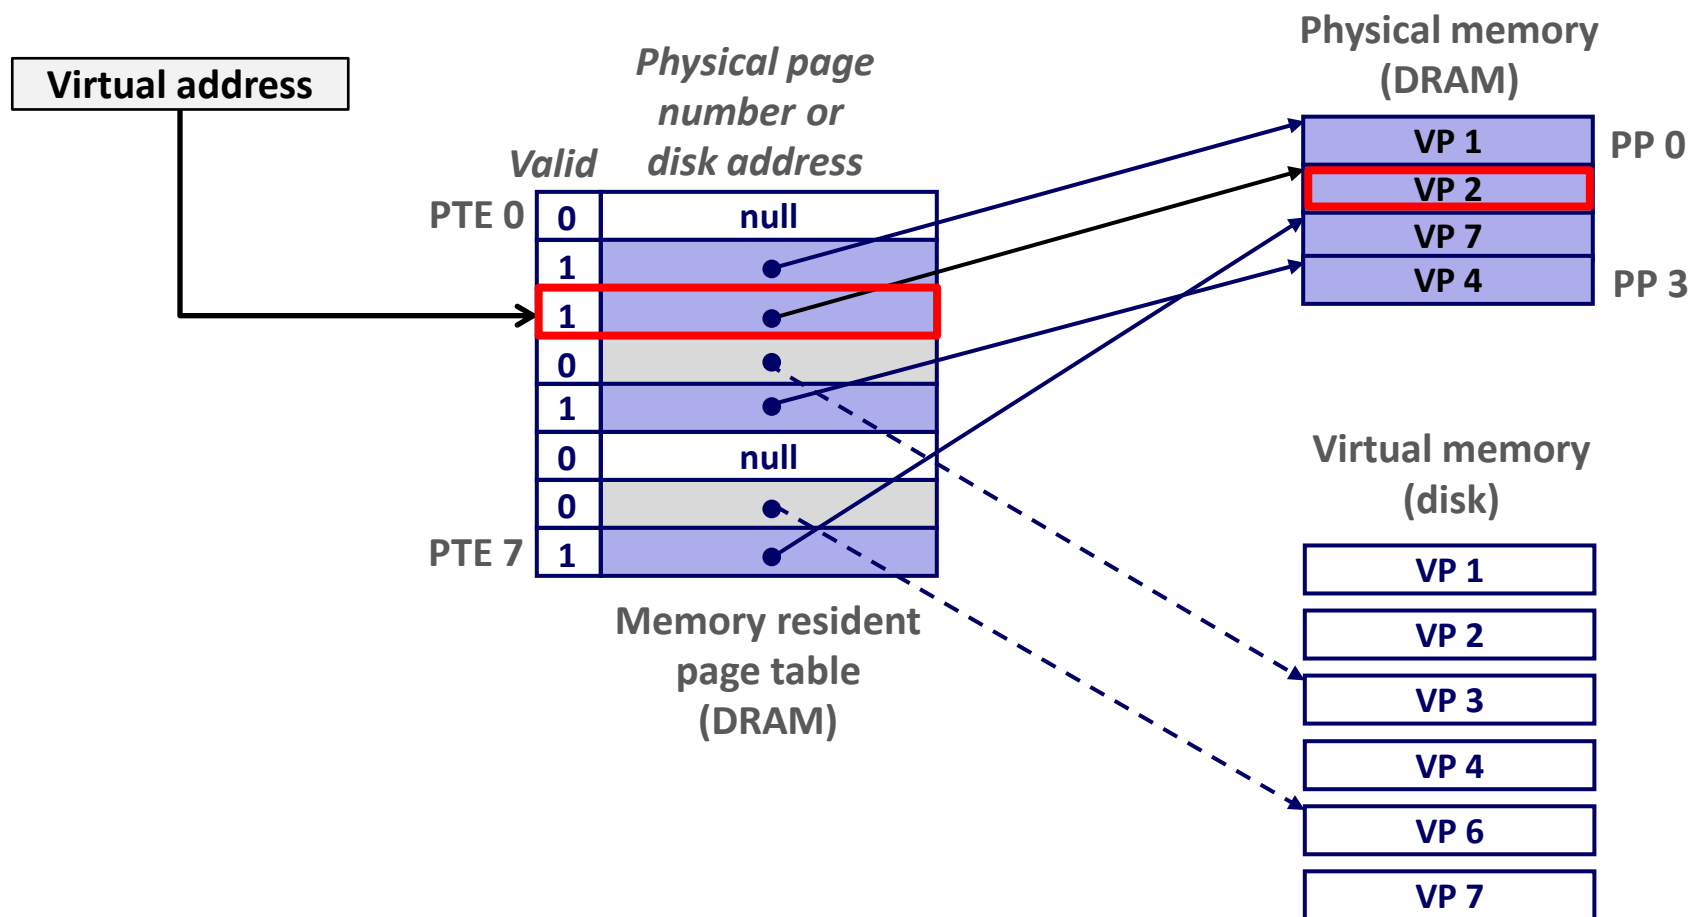 Virtual address
Physical page
number or
disk address
Valid
PTE 0
0
null
1
1
0
1
0
null
0
PTE 7
1
Memory resident
page table
(DRAM)
Physical memory
(DRAM)
VP 1
PP 0
VP 2
VP 7
VP 4
PP 3
Virtual memory
(disk)
VP 1
VP 2
VP 3
VP 4
VP 6
VP 7